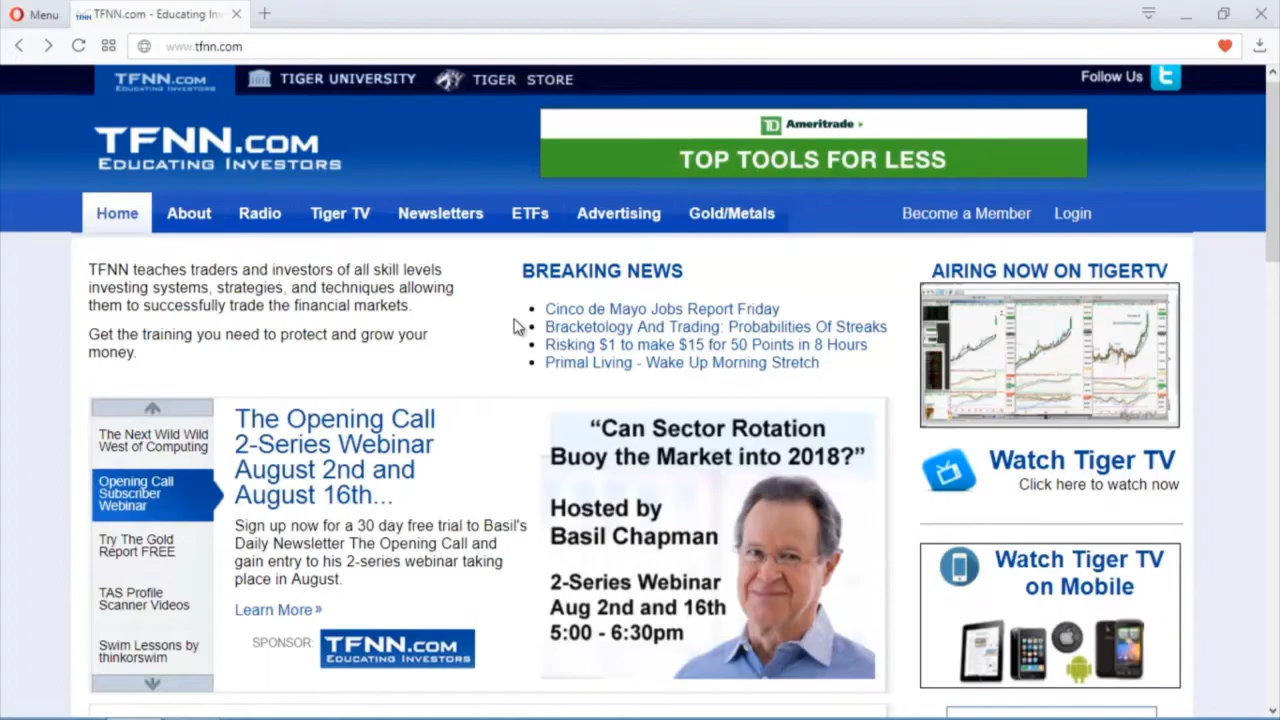 Menu
TFNN.com - Educating In
www.tfnn.com
TFNN.COM
EDUCATING INVESTORS
TIGER UNIVERSITY
TIGER STORE
Follow Us
TFNN.COM
EDUCATING INVESTORS
TD Ameritrade
TOP TOOLS FOR LESS
Home
About
Radio
Tiger TV
Newsletters
ETFs
Advertising
Gold/Metals
Become a Member
Login
TFNN teaches traders and investors of all skill levels
investing systems, strategies, and techniques allowing
them to successfully trade the financial markets.
Get the training you need to protect and grow your
money.
BREAKING NEWS
Cinco de Mayo Jobs Report Friday
Bracketology And Trading: Probabilities Of Streaks
Risking $1 to make $15 for 50 Points in 8 Hours
Primal Living - Wake Up Morning Stretch
AIRING NOW ON TIGERTV
The Next Wild Wild
West of Computing
Opening Call
Subscriber
Webinar
Try The Gold
Report FREE
TAS Profile
Scanner Videos
Swim Lessons by
thinkorswim
The Opening Call
2-Series Webinar
August 2nd and
August 16th...
Sign up now for a 30 day free trial to Basil's
Daily Newsletter The Opening Call and
gain entry to his 2-series webinar taking
place in August.
Learn More »
SPONSOR:
TFNN.COM
EDUCATING INVESTORS
“Can Sector Rotation
Buoy the Market into 2018?”
Hosted by
Basil Chapman
2-Series Webinar
Aug 2nd and 16th
5:00 - 6:30pm
Watch Tiger TV
Click here to watch now
Watch Tiger TV
on Mobile